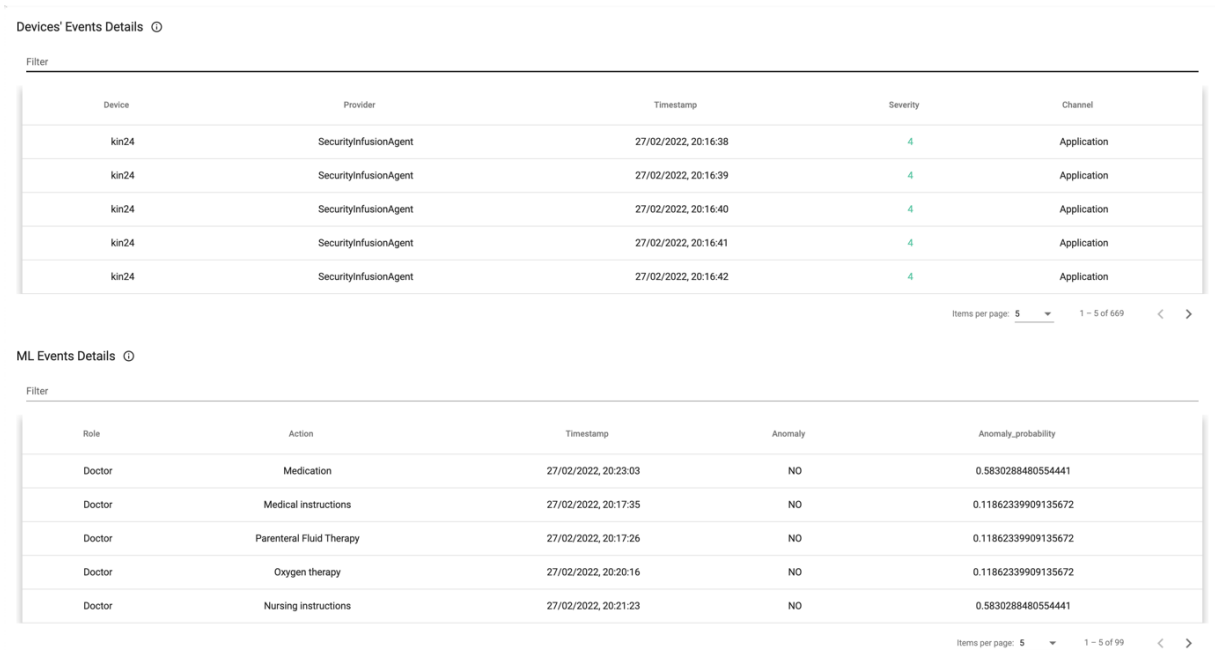 Devices' Events Details
Filter
Device Provider Timestamp Severity Channel
kin24 SecurityInfusionAgent 27/02/2022, 20:16:38 4 Application
kin24 SecurityInfusionAgent 27/02/2022, 20:16:39 4 Application
kin24 SecurityInfusionAgent 27/02/2022, 20:16:40 4 Application
kin24 SecurityInfusionAgent 27/02/2022, 20:16:41 4 Application
kin24 SecurityInfusionAgent 27/02/2022, 20:16:42 4 Application
Items per page: 5 1 – 5 of 669
ML Events Details
Filter
Role Action Timestamp Anomaly Anomaly_probability
Doctor Medication 27/02/2022, 20:23:03 NO 0.5830288480554441
Doctor Medical instructions 27/02/2022, 20:17:35 NO 0.11862339909135672
Doctor Parenteral Fluid Therapy 27/02/2022, 20:17:26 NO 0.11862339909135672
Doctor Oxygen therapy 27/02/2022, 20:20:16 NO 0.11862339909135672
Doctor Nursing instructions 27/02/2022, 20:21:23 NO 0.5830288480554441
Items per page: 5 1 – 5 of 99